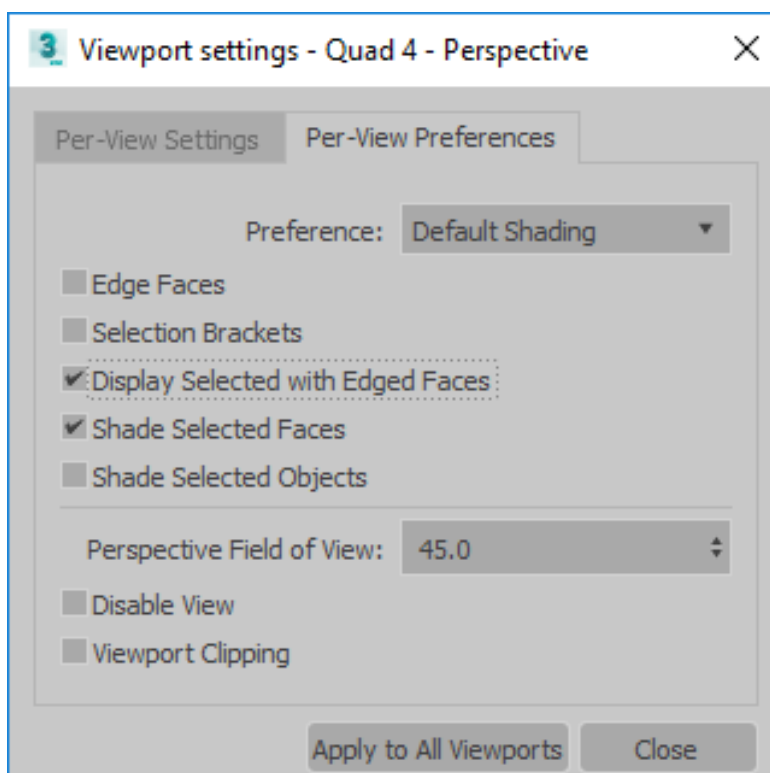 3
Viewport settings - Quad 4 - Perspective
Per-View Settings
Per-View Preferences
Preference: Default Shading
Edge Faces
Selection Brackets
Display Selected with Edged Faces
Shade Selected Faces
Shade Selected Objects
Perspective Field of View: 45.0
Disable View
Viewport Clipping
Apply to All Viewports
Close